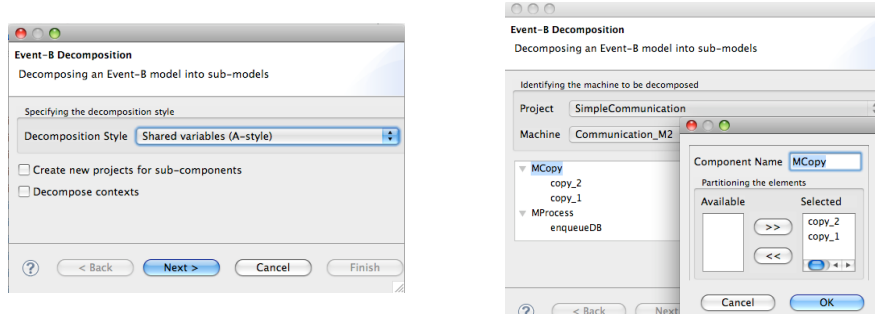 Event-B Decomposition
Decomposing an Event-B model into sub-models
Specifying the decomposition style
Decomposition Style Shared variables (A-style)
Create new projects for sub-components
Decompose contexts
? < Back Next > Cancel Finish
Event-B Decomposition
Decomposing an Event-B model into sub-models
Identifying the machine to be decomposed
Project SimpleCommunication
Machine Communication_M2
MCopy
copy_2
copy_1
MProcess
enqueueDB
? < Back Next
Component Name MCopy
Partitioning the elements
Available Selected
>> copy_2
copy_1
<<
Cancel OK